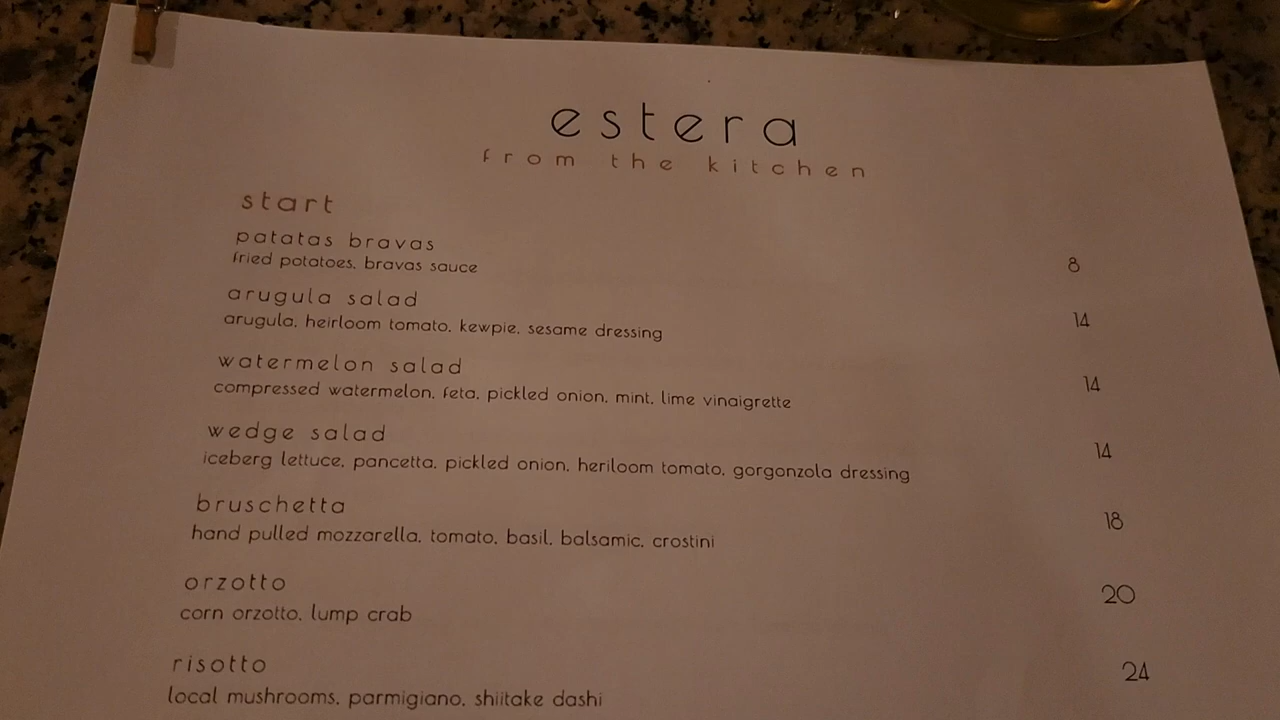 estera
from the kitchen
start
patatas bravas
fried potatoes, bravas sauce 8
arugula salad
arugula, heirloom tomato, kewpie, sesame dressing 14
watermelon salad
compressed watermelon, feta, pickled onion, mint, lime vinaigrette 14
wedge salad
iceberg lettuce, pancetta, pickled onion, heriloom tomato, gorgonzola dressing 14
bruschetta
hand pulled mozzarella, tomato, basil, balsamic, crostini 18
orzotto
corn orzotto, lump crab 20
risotto
local mushrooms, parmigiano, shiitake dashi 24